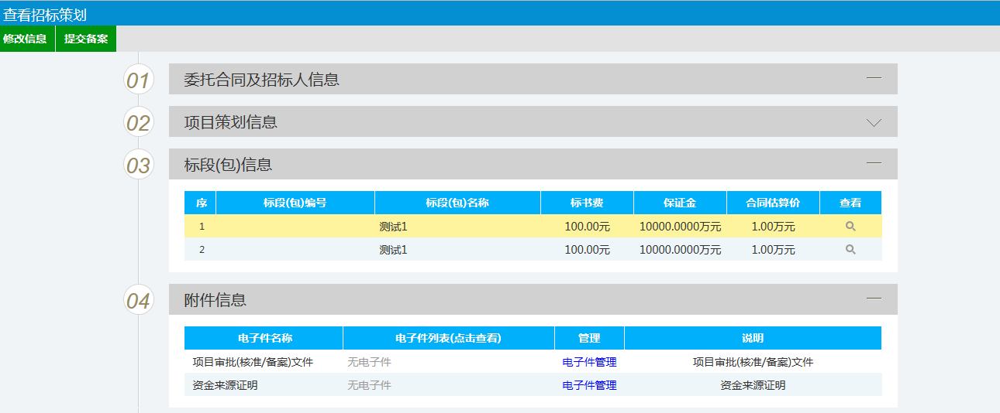 查看招标策划
修改信息 提交备案
01 委托合同及招标人信息
02 项目策划信息
03 标段(包)信息
序 标段(包)编号 标段(包)名称 标书费 保证金 合同估算价 查看
1 测试1 100.00元 10000.0000万元 1.00万元
2 测试1 100.00元 10000.0000万元 1.00万元
04 附件信息
电子件名称 电子件列表(点击查看) 管理 说明
项目审批(核准/备案)文件 无电子件 电子件管理 项目审批(核准/备案)文件
资金来源证明 无电子件 电子件管理 资金来源证明